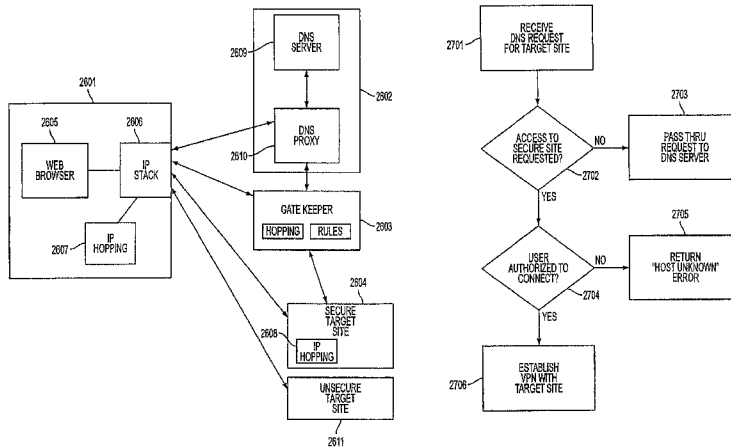 2601
2605
2606
WEB
BROWSER
IP
STACK
2607
IP
HOPPING
2609
DNS
SERVER
2602
DNS
PROXY
2610
GATE KEEPER
HOPPING
RULES
2603
2604
SECURE
TARGET
SITE
2608
IP
HOPPING
UNSECURE
TARGET
SITE
2611
2701
RECEIVE
DNS REQUEST
FOR TARGET SITE
ACCESS TO
SECURE SITE
REQUESTED?
2702
NO
2703
PASS THRU
REQUEST TO
DNS SERVER
YES
USER
AUTHORIZED TO
CONNECT?
2704
NO
2705
RETURN
"HOST UNKNOWN"
ERROR
YES
2706
ESTABLISH
VPN WITH
TARGET SITE